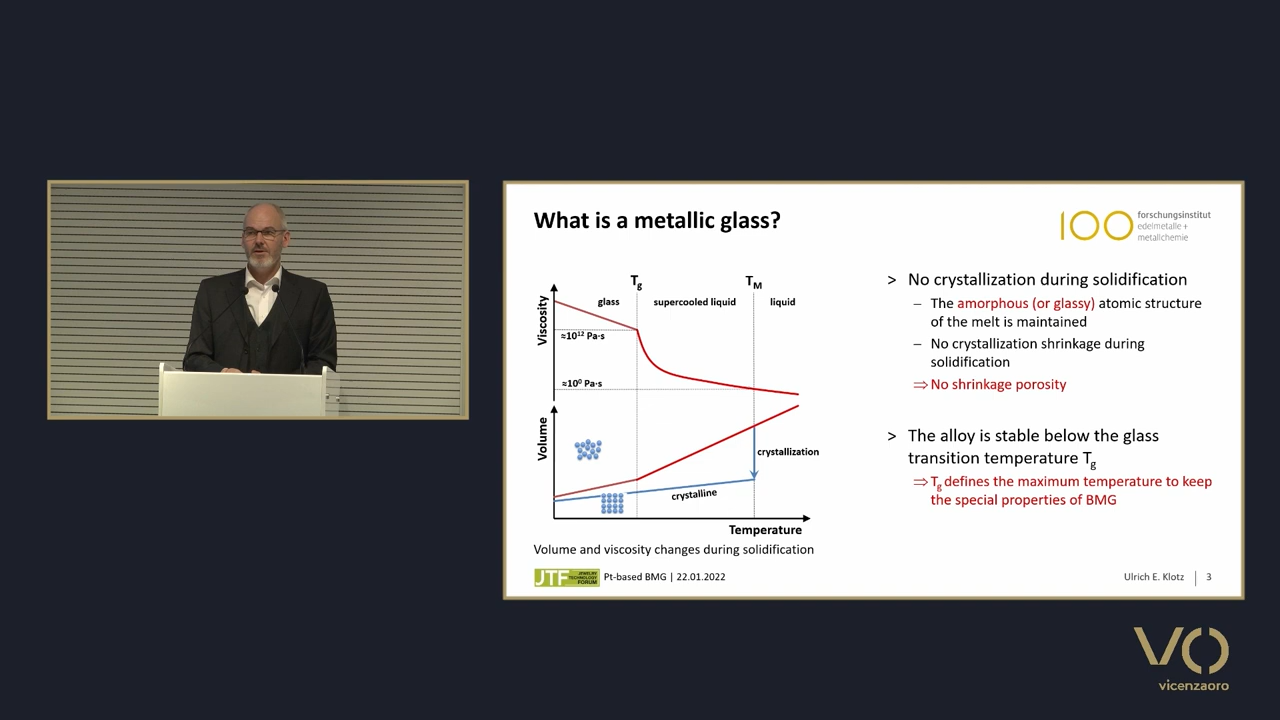 What is a metallic glass?
100 forschungsinstitut
edelmetalle +
metallchemie
Tg
TM
glass
supercooled liquid
liquid
Viscosity
≈10¹² Pa·s
≈10⁰ Pa·s
Volume
crystallization
crystalline
Temperature
Volume and viscosity changes during solidification
> No crystallization during solidification
– The amorphous (or glassy) atomic structure
of the melt is maintained
– No crystallization shrinkage during
solidification
⇒ No shrinkage porosity
> The alloy is stable below the glass
transition temperature Tg
⇒ Tg defines the maximum temperature to keep
the special properties of BMG
JTF JEWELRY
TECHNOLOGY
FORUM
Pt-based BMG | 22.01.2022
Ulrich E. Klotz | 3
VO
vicenzaoro